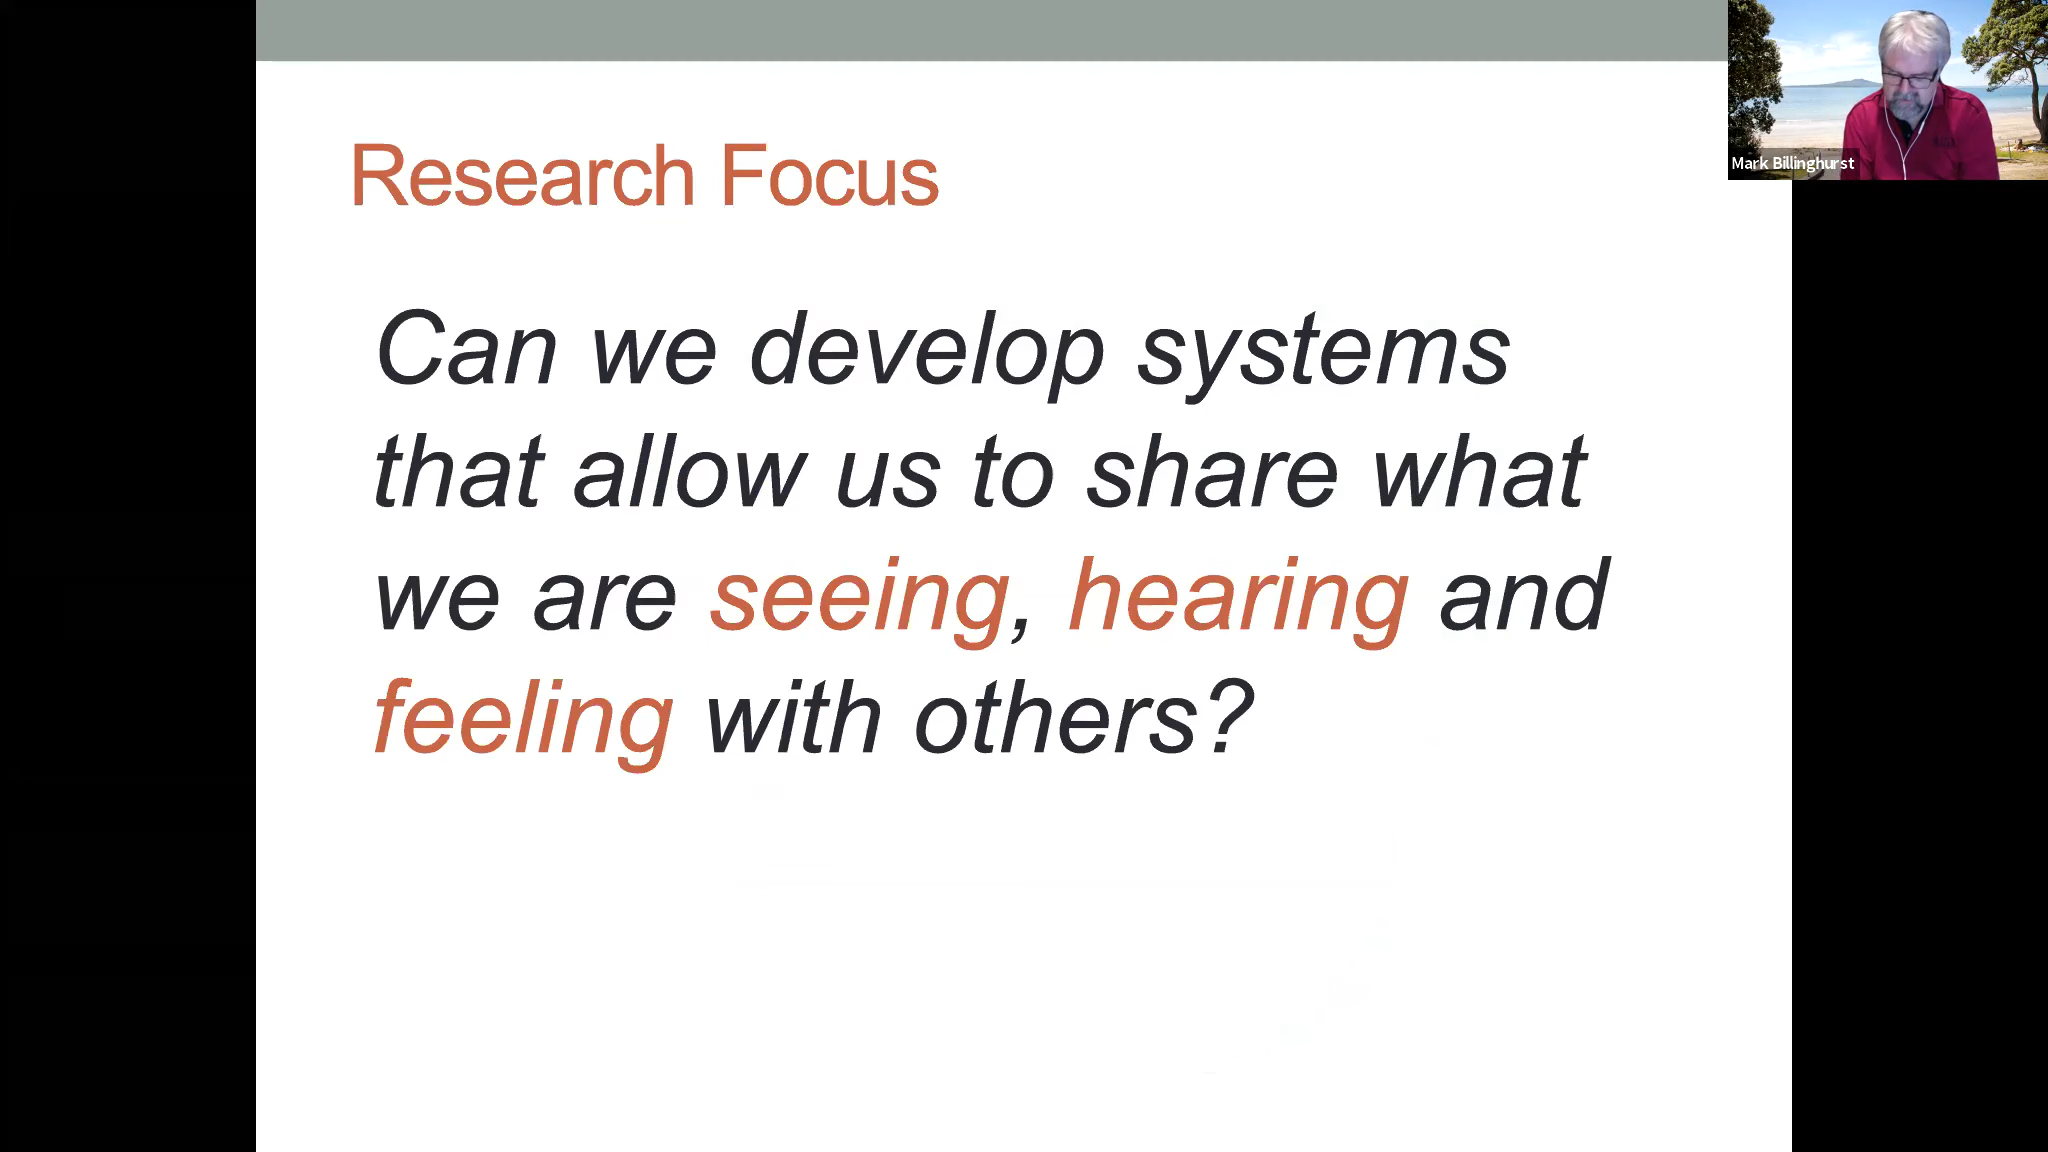 Research Focus
Can we develop systems
that allow us to share what
we are seeing, hearing and
feeling with others?
Mark Billinghurst